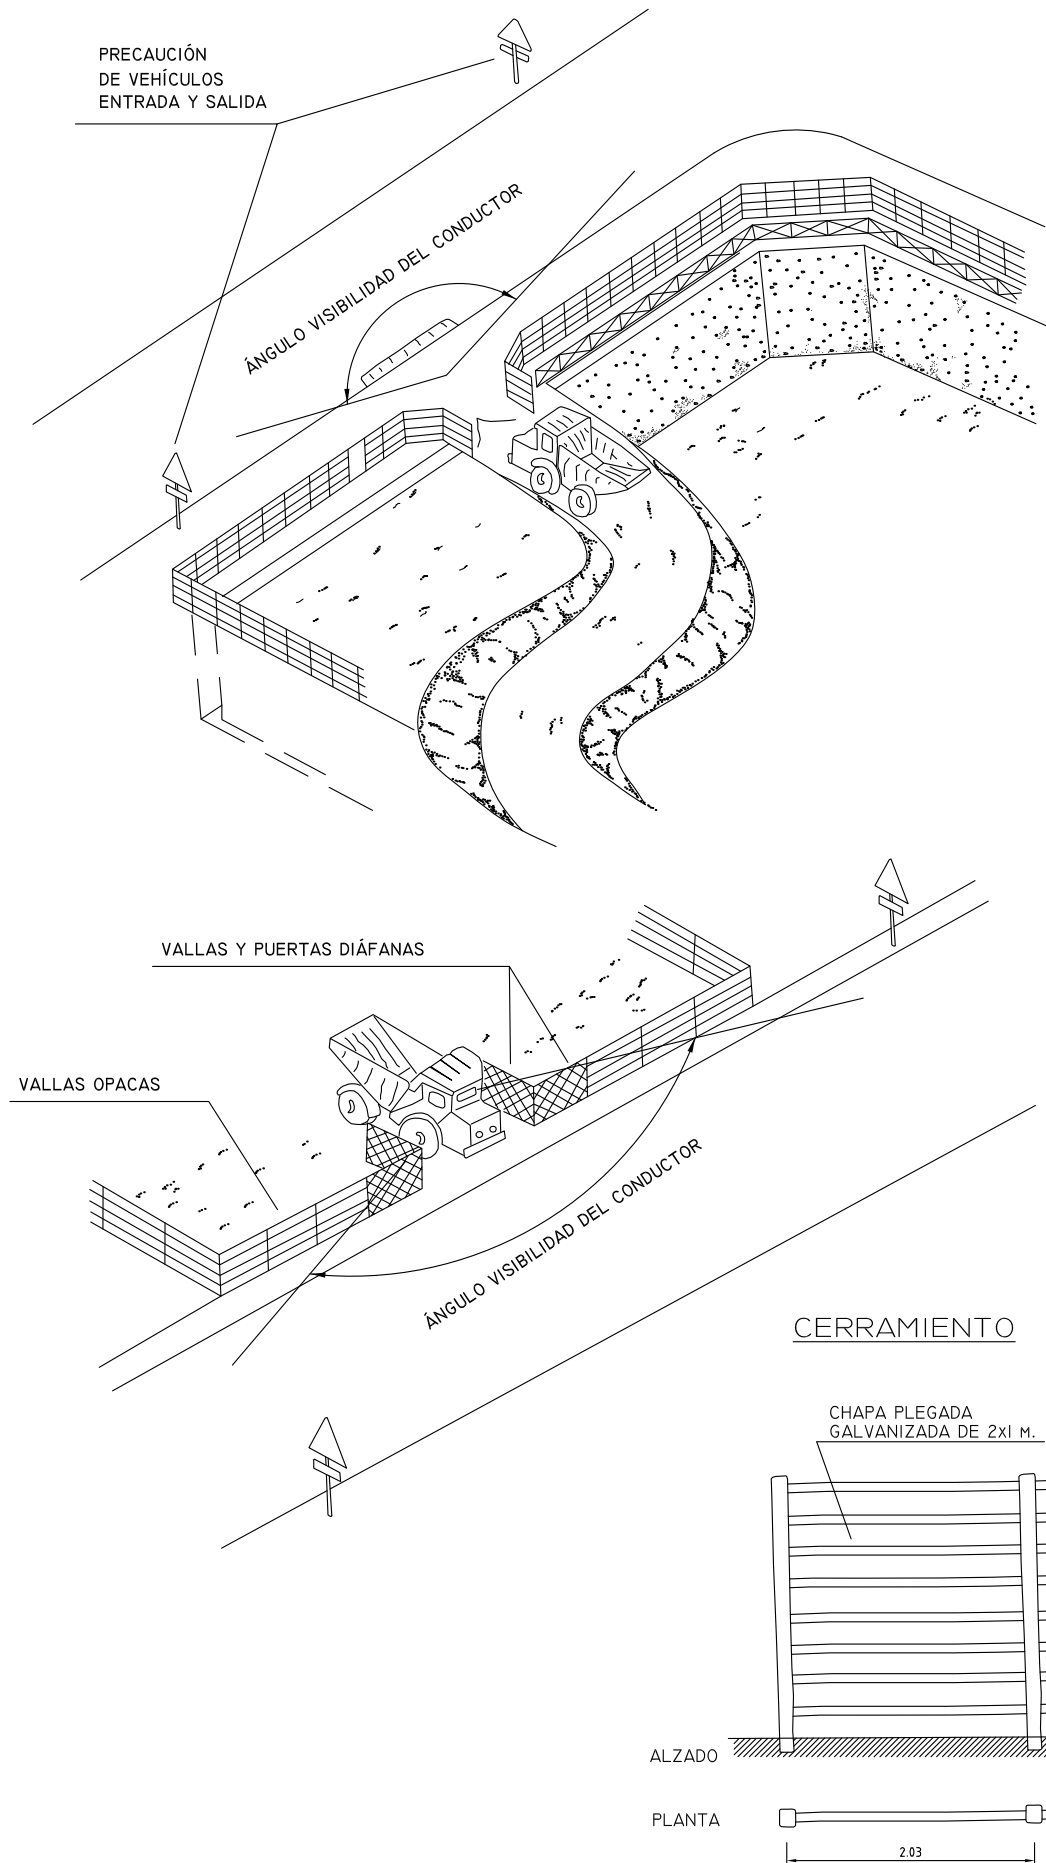 PRECAUCIÓN
DE VEHÍCULOS
ENTRADA Y SALIDA
ÁNGULO VISIBILIDAD DEL CONDUCTOR
VALLAS Y PUERTAS DIÁFANAS
VALLAS OPACAS
ÁNGULO VISIBILIDAD DEL CONDUCTOR
CERRAMIENTO
CHAPA PLEGADA
GALVANIZADA DE 2x1 M.
ALZADO
PLANTA
2.03